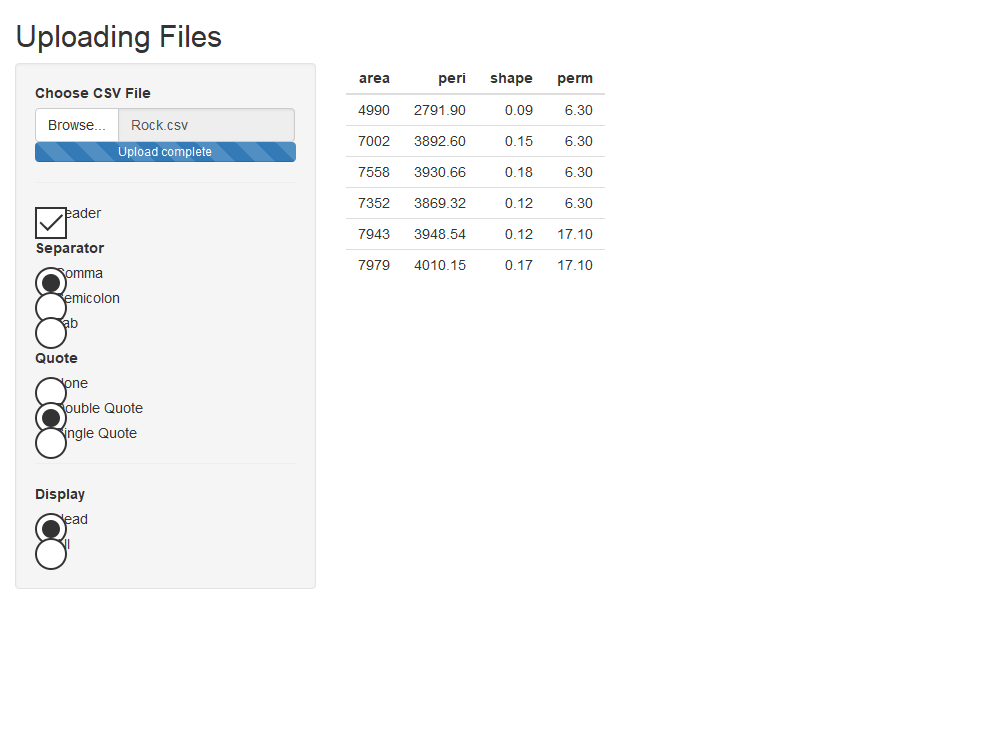 Uploading Files
Choose CSV File
Browse... Rock.csv
Upload complete
eader
Separator
omma
emicolon
ab
Quote
one
ouble Quote
ingle Quote
Display
ead
ll
area peri shape perm
4990 2791.90 0.09 6.30
7002 3892.60 0.15 6.30
7558 3930.66 0.18 6.30
7352 3869.32 0.12 6.30
7943 3948.54 0.12 17.10
7979 4010.15 0.17 17.10